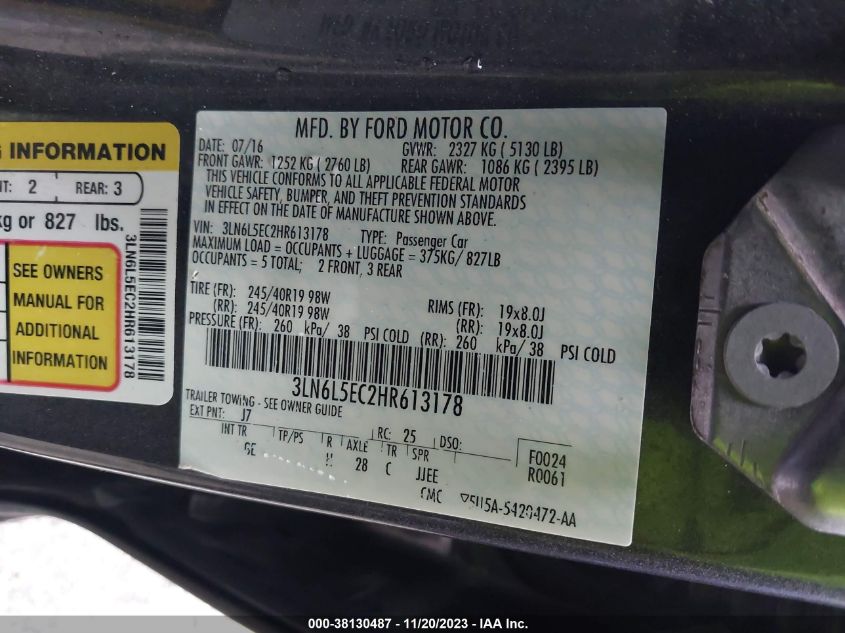 G INFORMATION
NT: 2 REAR: 3
kg or 827 lbs.
SEE OWNERS
MANUAL FOR
ADDITIONAL
INFORMATION
3LN6L5EC2HR613178
MFD. BY FORD MOTOR CO.
DATE: 07/16 GVWR: 2327 KG ( 5130 LB)
FRONT GAWR: 1252 KG ( 2760 LB) REAR GAWR: 1086 KG ( 2395 LB)
THIS VEHICLE CONFORMS TO ALL APPLICABLE FEDERAL MOTOR
VEHICLE SAFETY, BUMPER, AND THEFT PREVENTION STANDARDS
IN EFFECT ON THE DATE OF MANUFACTURE SHOWN ABOVE.
VIN: 3LN6L5EC2HR613178 TYPE: Passenger Car
MAXIMUM LOAD = OCCUPANTS + LUGGAGE = 375KG/ 827LB
OCCUPANTS = 5 TOTAL; 2 FRONT, 3 REAR
TIRE (FR): 245/40R19 98W RIMS (FR): 19x8.0J
(RR): 245/40R19 98W (RR): 19x8.0J
PRESSURE (FR): 260 kPa/ 38 PSI COLD (RR): 260 kPa/ 38 PSI COLD
3LN6L5EC2HR613178
TRAILER TOWING - SEE OWNER GUIDE
EXT PNT: J7 RC: 25 DSO:
INT TR TP/PS R AXLE TR SPR F0024
28 C JJEE R0061
CMC
000-38130487 - 11/20/2023 - IAA Inc.